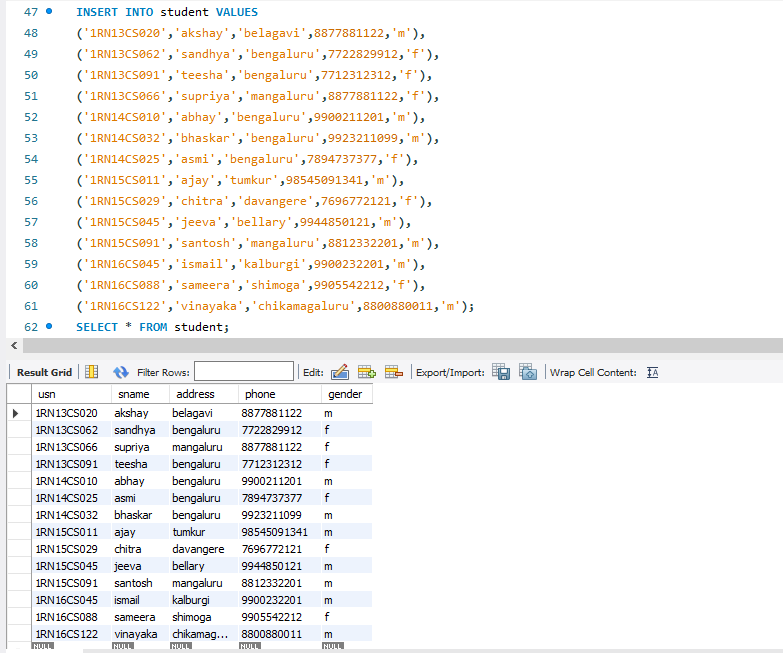 47 INSERT INTO student VALUES
48 ('1RN13CS020','akshay','belagavi',8877881122,'m'),
49 ('1RN13CS062','sandhya','bengaluru',7722829912,'f'),
50 ('1RN13CS091','teesha','bengaluru',7712312312,'f'),
51 ('1RN13CS066','supriya','mangaluru',8877881122,'f'),
52 ('1RN14CS010','abhay','bengaluru',9900211201,'m'),
53 ('1RN14CS032','bhaskar','bengaluru',9923211099,'m'),
54 ('1RN14CS025','asmi','bengaluru',7894737377,'f'),
55 ('1RN15CS011','ajay','tumkur',98545091341,'m'),
56 ('1RN15CS029','chitra','davangere',7696772121,'f'),
57 ('1RN15CS045','jeeva','bellary',9944850121,'m'),
58 ('1RN15CS091','santosh','mangaluru',8812332201,'m'),
59 ('1RN16CS045','ismail','kalburgi',9900232201,'m'),
60 ('1RN16CS088','sameera','shimoga',9905542212,'f'),
61 ('1RN16CS122','vinayaka','chikamagaluru',8800880011,'m');
62 SELECT * FROM student;
Result Grid Filter Rows: Edit: Export/Import: Wrap Cell Content:
usn sname address phone gender
1RN13CS020 akshay belagavi 8877881122 m
1RN13CS062 sandhya bengaluru 7722829912 f
1RN13CS066 supriya mangaluru 8877881122 f
1RN13CS091 teesha bengaluru 7712312312 f
1RN14CS010 abhay bengaluru 9900211201 m
1RN14CS025 asmi bengaluru 7894737377 f
1RN14CS032 bhaskar bengaluru 9923211099 m
1RN15CS011 ajay tumkur 98545091341 m
1RN15CS029 chitra davangere 7696772121 f
1RN15CS045 jeeva bellary 9944850121 m
1RN15CS091 santosh mangaluru 8812332201 m
1RN16CS045 ismail kalburgi 9900232201 m
1RN16CS088 sameera shimoga 9905542212 f
1RN16CS122 vinayaka chikamag... 8800880011 m
NULL NULL NULL NULL NULL